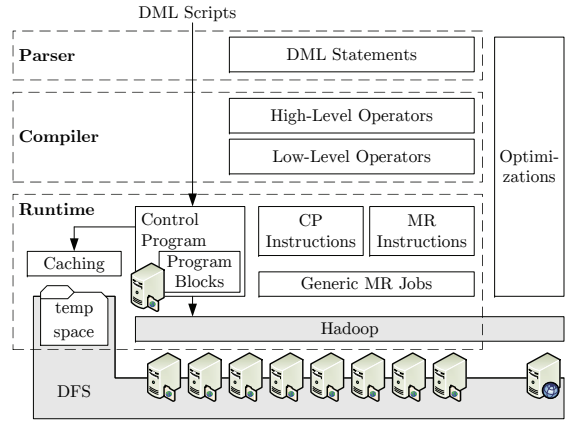 DML Scripts
Parser
DML Statements
Compiler
High-Level Operators
Low-Level Operators
Optimi-
zations
Runtime
Control
Program
Program
Blocks
CP
Instructions
MR
Instructions
Caching
Generic MR Jobs
temp
space
Hadoop
DFS